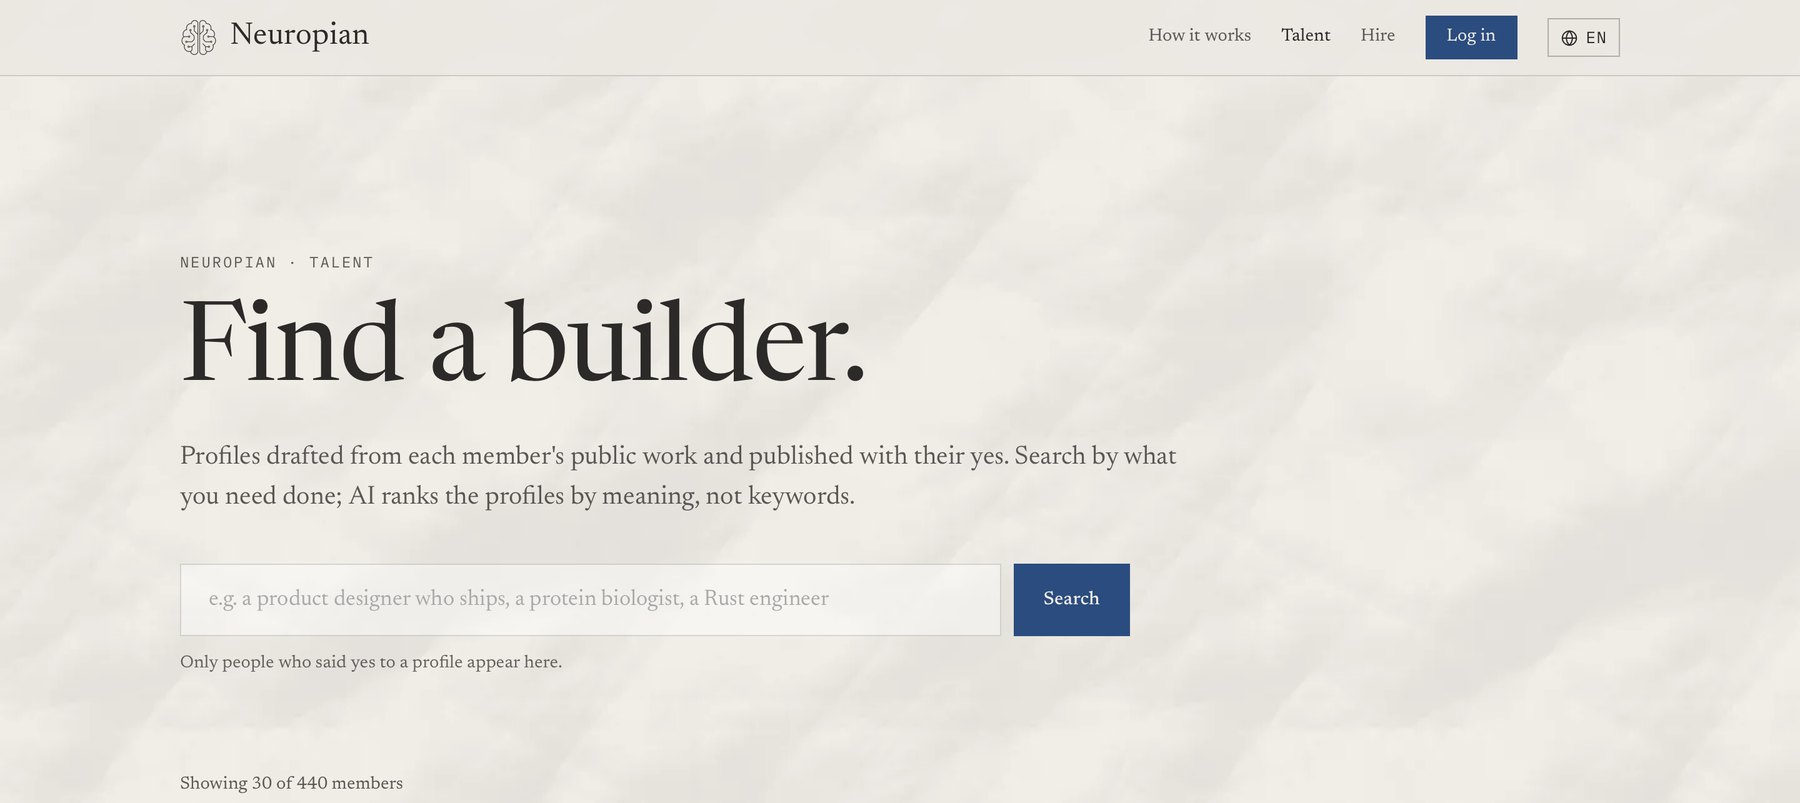 Neuropian
How it works
Talent
Hire
Log in
EN
NEUROPIAN · TALENT
Find a builder.
Profiles drafted from each member's public work and published with their yes. Search by what
you need done; AI ranks the profiles by meaning, not keywords.
e.g. a product designer who ships, a protein biologist, a Rust engineer
Search
Only people who said yes to a profile appear here.
Showing 30 of 440 members